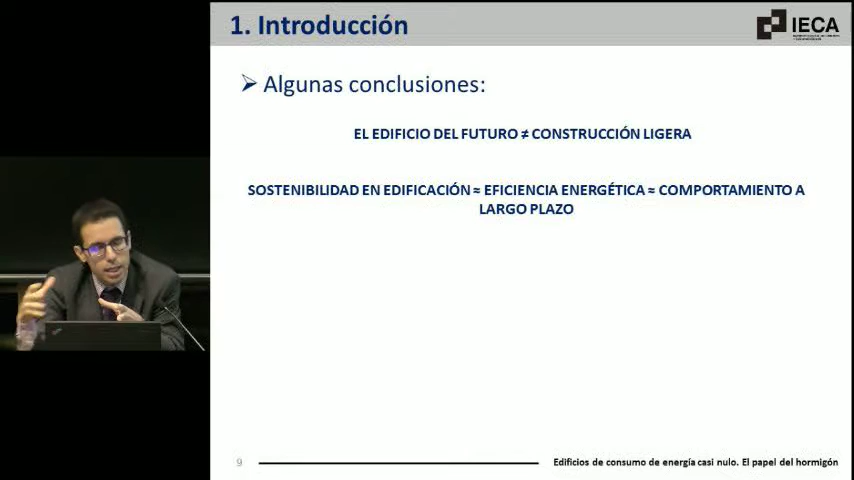 1. Introducción
IECA
Algunas conclusiones:
EL EDIFICIO DEL FUTURO ≠ CONSTRUCCIÓN LIGERA
SOSTENIBILIDAD EN EDIFICACIÓN ≈ EFICIENCIA ENERGÉTICA ≈ COMPORTAMIENTO A
LARGO PLAZO
9
Edificios de consumo de energía casi nulo. El papel del hormigón